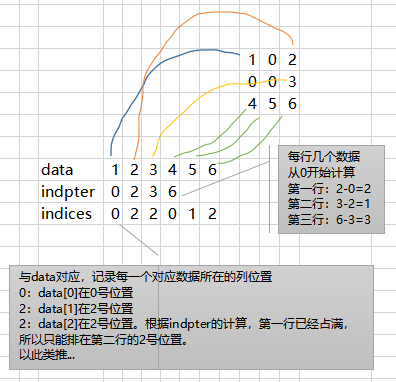 1 0 2
0 0 3
4 5 6
data 1 2 3 4 5 6
indpter 0 2 3 6
indices 0 2 2 0 1 2
每行几个数据
从0开始计算
第一行：2-0=2
第二行：3-2=1
第三行：6-3=3
与data对应，记录每一个对应数据所在的列位置
0：data[0]在0号位置
2：data[1]在2号位置
2：data[2]在2号位置。根据indpter的计算，第一行已经占满，
所以只能排在第二行的2号位置。
以此类推...